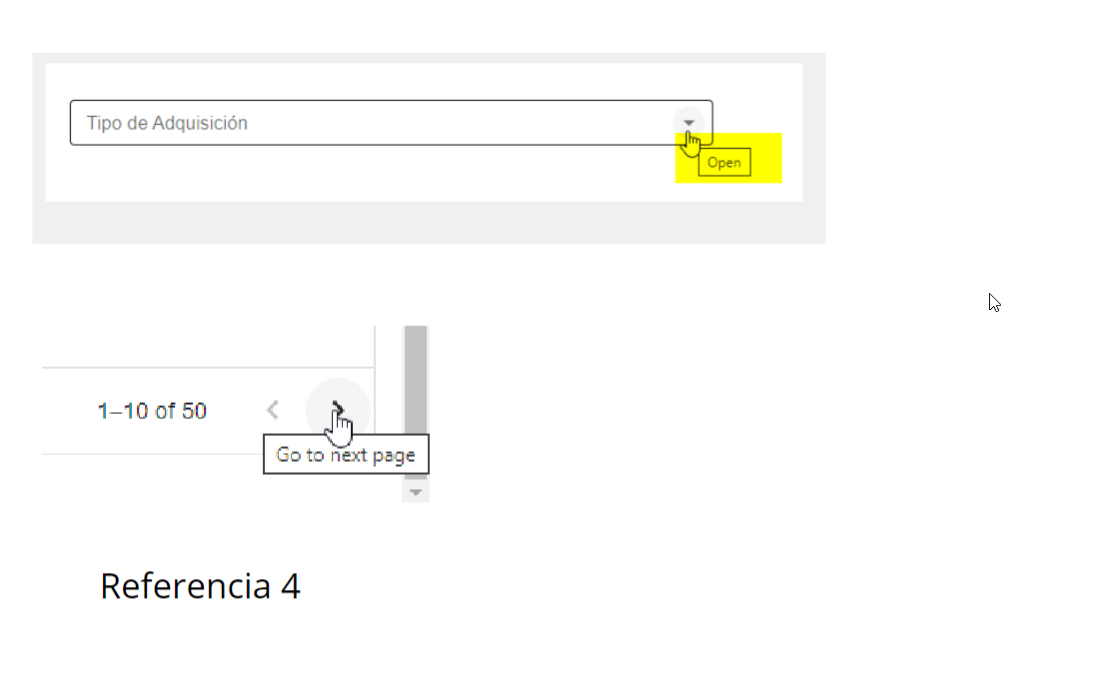 Tipo de Adquisición
Open
1–10 of 50
Go to next page
Referencia 4